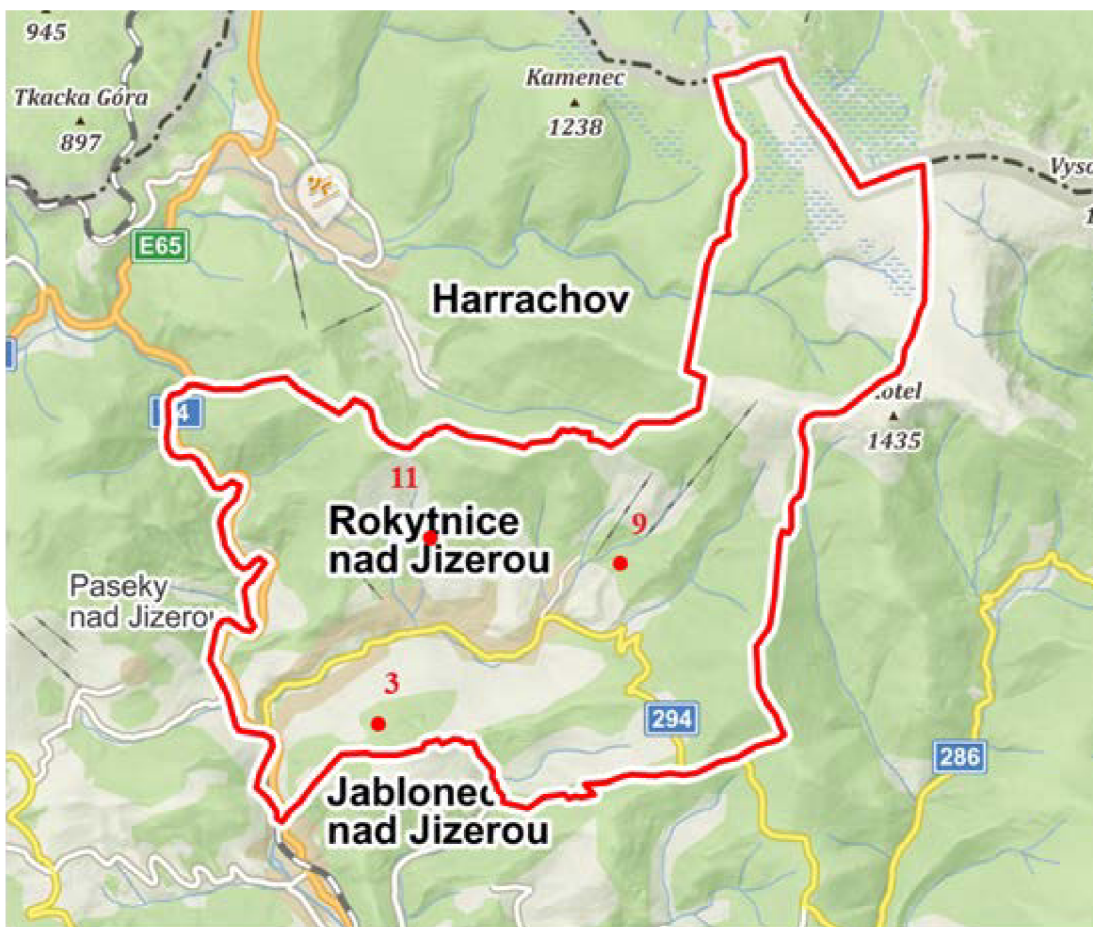 945
Tkacka Góra
897
Kamenec
1238
E65
Harrachov
1435
11
Rokytnice
nad Jizerou
9
Paseky
nad Jizerou
3
294
286
Jablonec
nad Jizerou